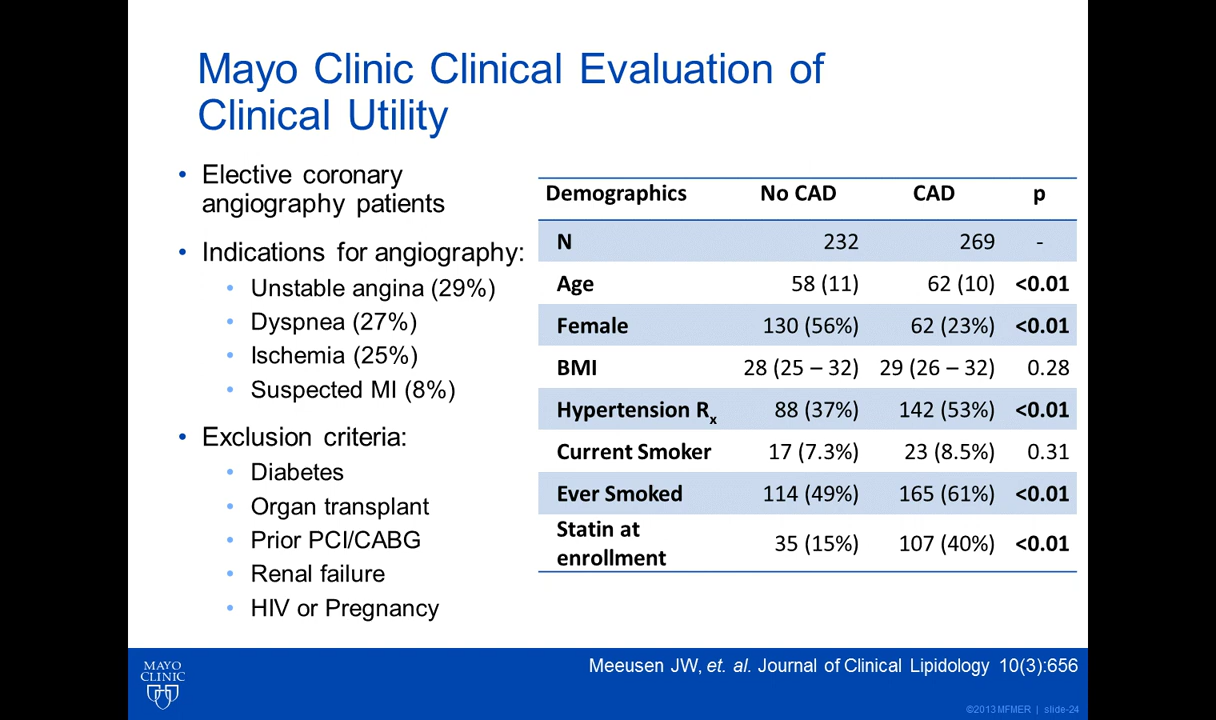 Mayo Clinic Clinical Evaluation of
Clinical Utility
• Elective coronary
angiography patients
• Indications for angiography:
• Unstable angina (29%)
• Dyspnea (27%)
• Ischemia (25%)
• Suspected MI (8%)
• Exclusion criteria:
• Diabetes
• Organ transplant
• Prior PCI/CABG
• Renal failure
• HIV or Pregnancy
Demographics No CAD CAD p
N 232 269 -
Age 58 (11) 62 (10) <0.01
Female 130 (56%) 62 (23%) <0.01
BMI 28 (25 – 32) 29 (26 – 32) 0.28
Hypertension Rx 88 (37%) 142 (53%) <0.01
Current Smoker 17 (7.3%) 23 (8.5%) 0.31
Ever Smoked 114 (49%) 165 (61%) <0.01
Statin at
enrollment 35 (15%) 107 (40%) <0.01
MAYO
CLINIC
Meeusen JW, et. al. Journal of Clinical Lipidology 10(3):656
©2013 MFMER | slide-24